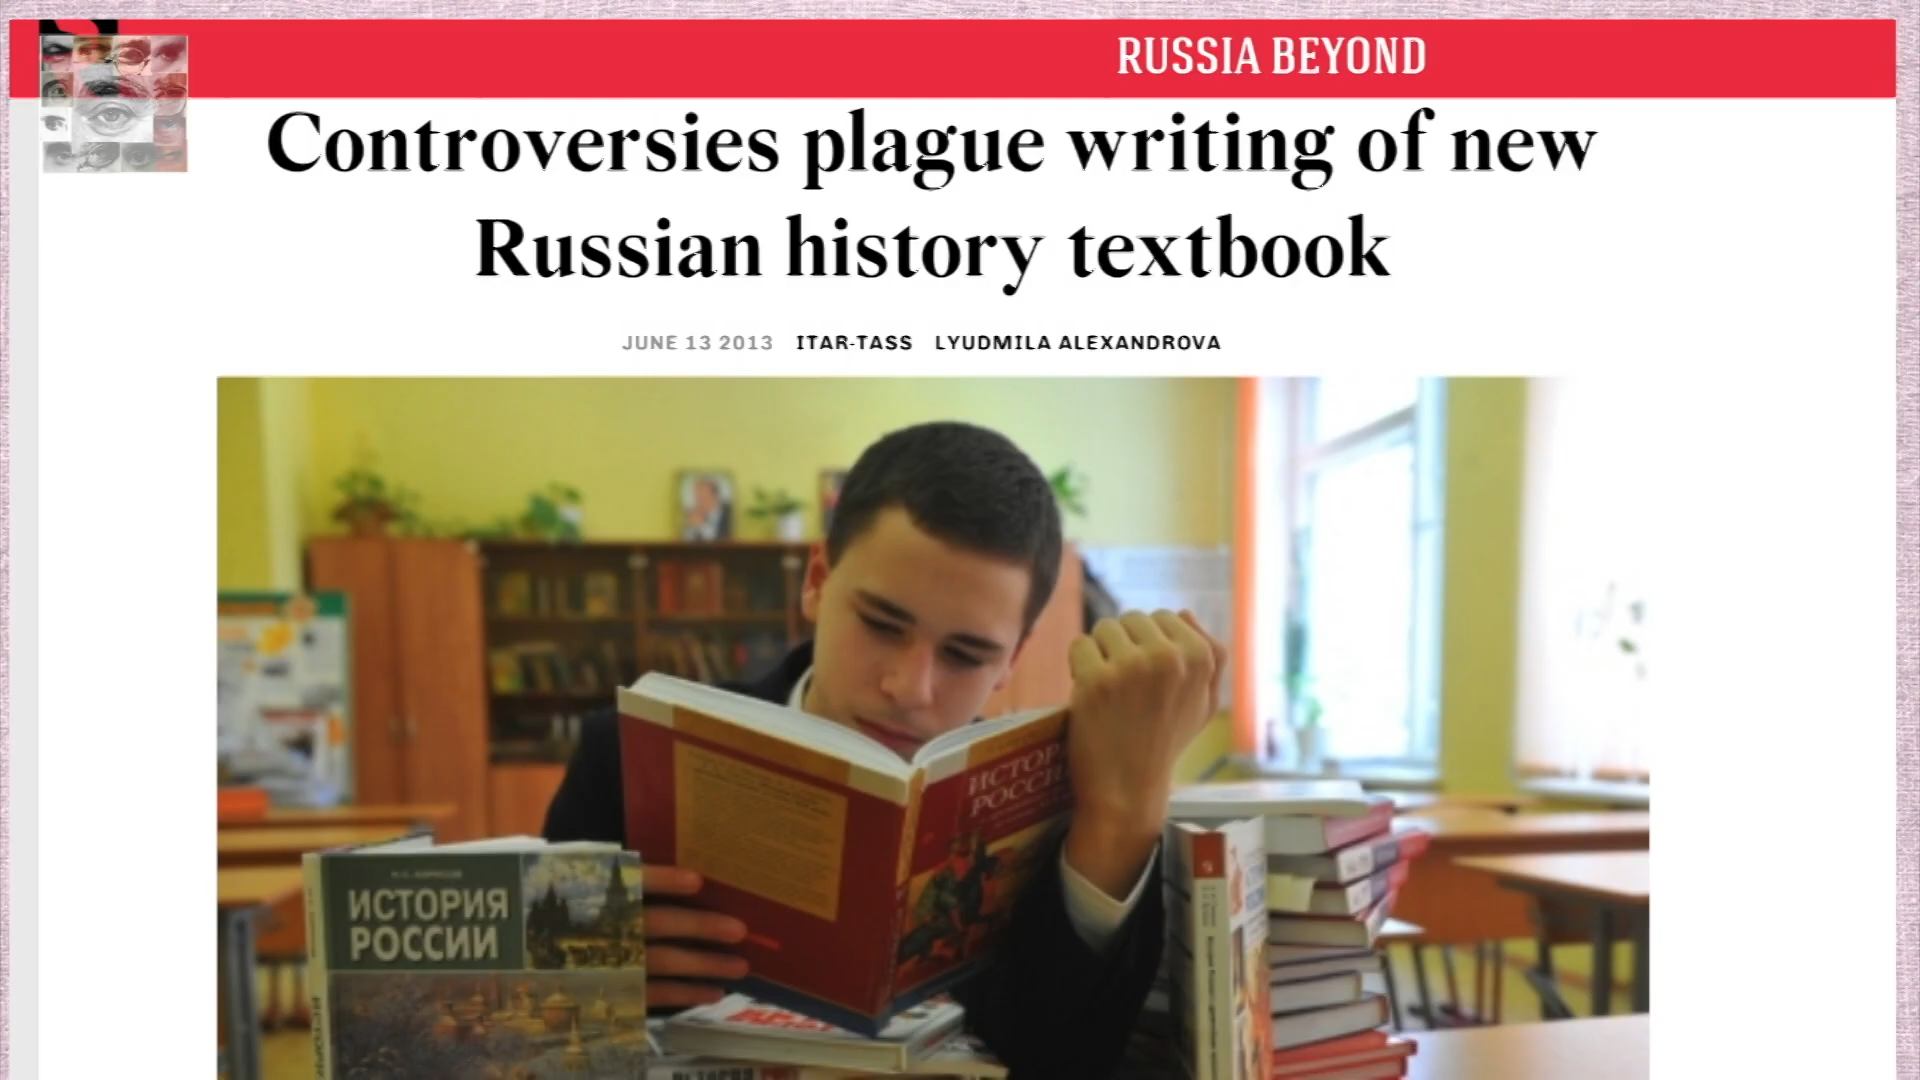 RUSSIA BEYOND
Controversies plague writing of new
Russian history textbook
JUNE 13 2013 ITAR-TASS LYUDMILA ALEXANDROVA
ИСТОРИЯ
РОССИИ